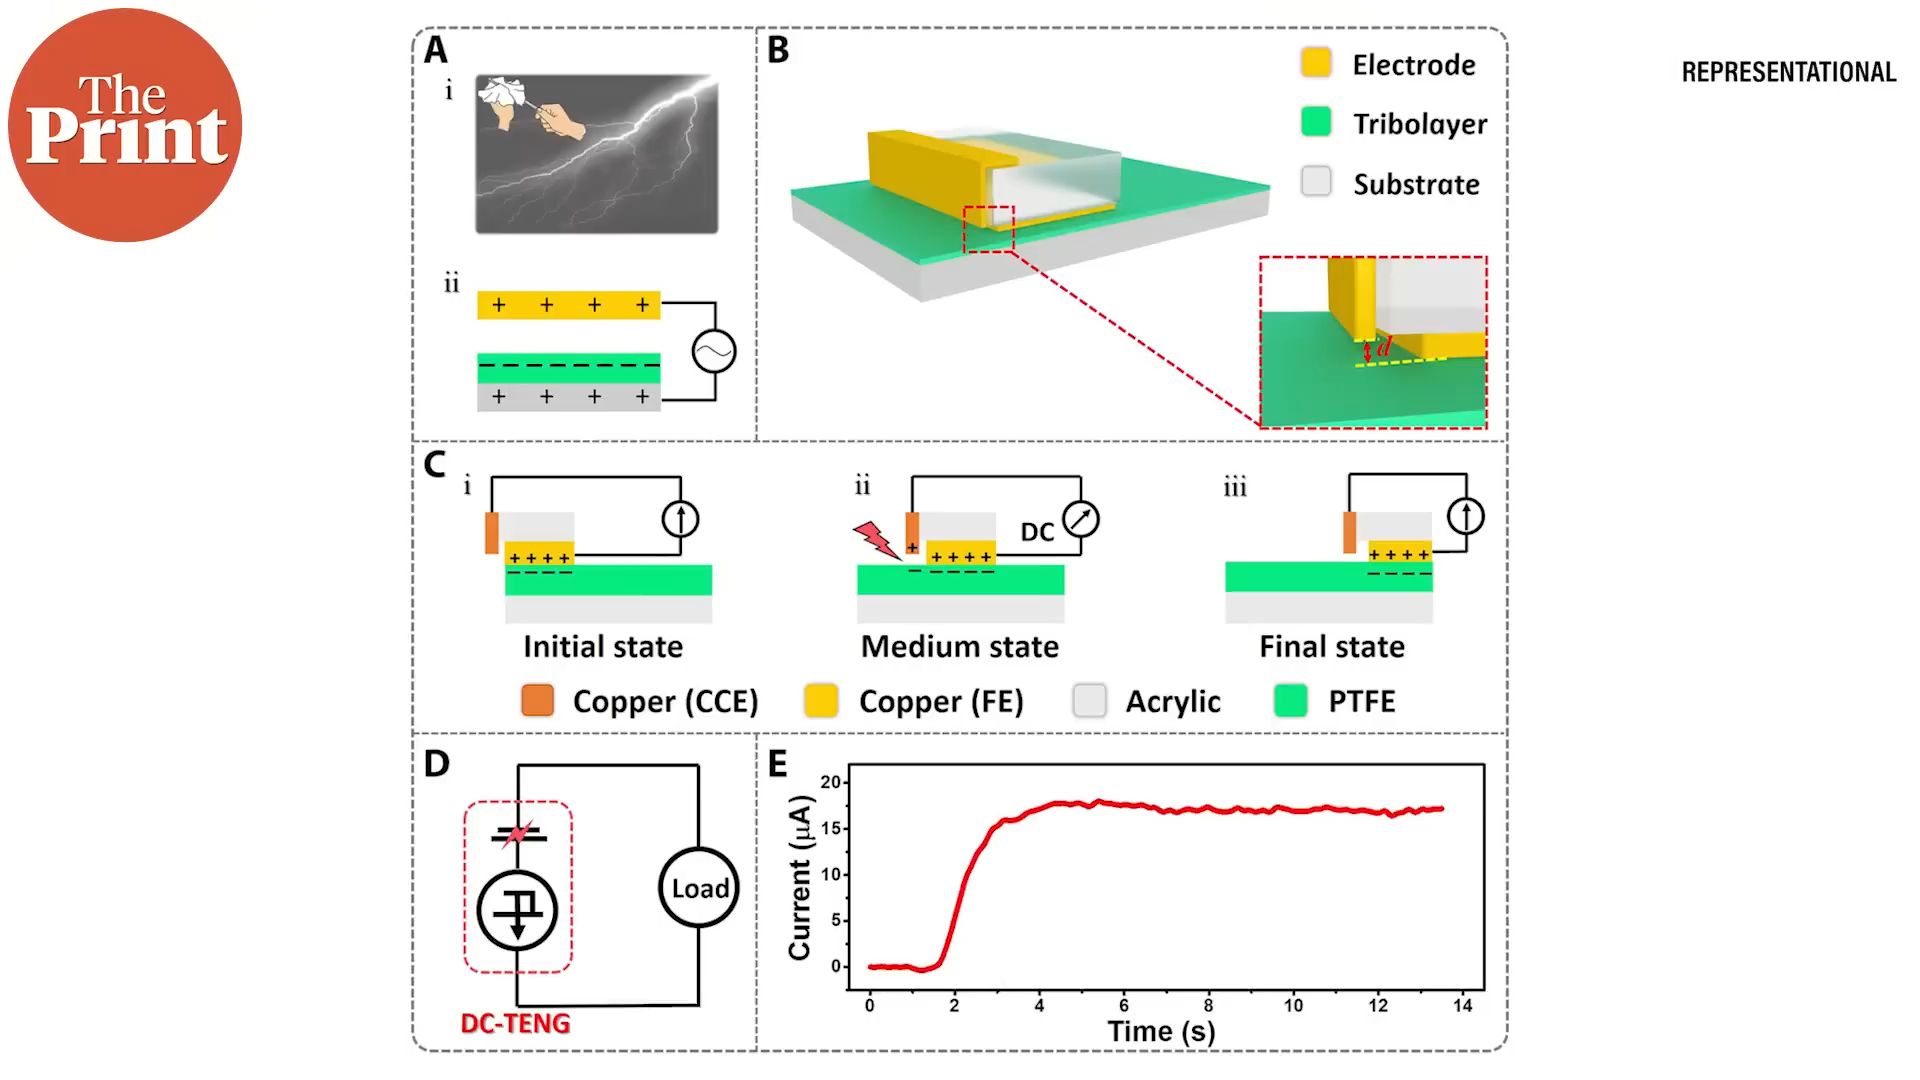 The
Print
REPRESENTATIONAL
A
i
ii
+ + + +
− − − − − − − −
+ + + +
B
Electrode
Tribolayer
Substrate
d
C
i
+ + + +
− − − −
Initial state
ii
DC
+
+ + + +
− − − − −
Medium state
iii
+ + + +
− − − −
Final state
Copper (CCE)
Copper (FE)
Acrylic
PTFE
D
Load
DC-TENG
E
Current (μA)
20
15
10
5
0
0 2 4 6 8 10 12 14
Time (s)